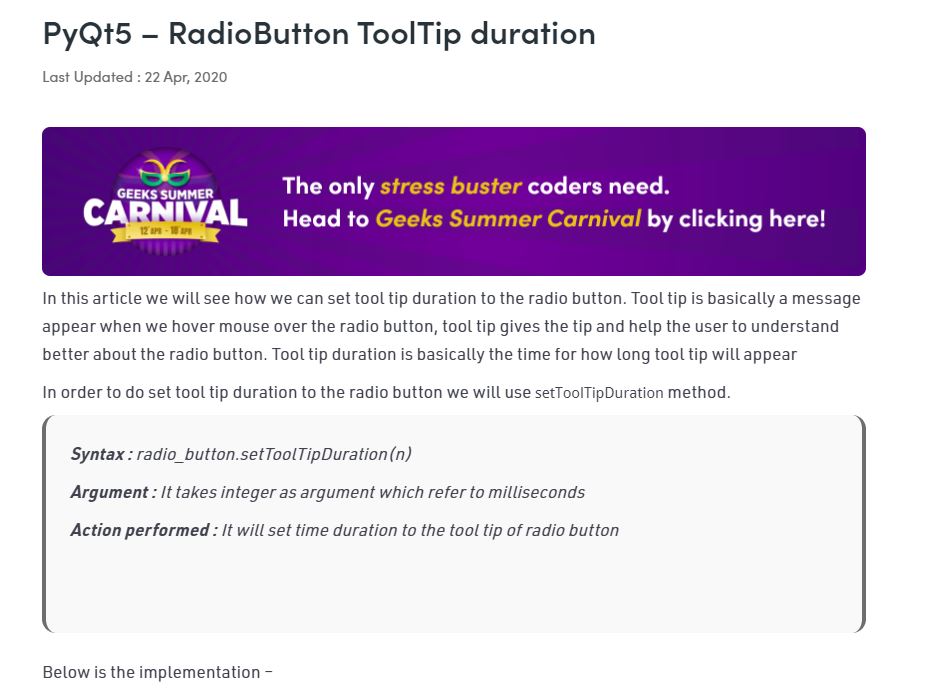 PyQt5 – RadioButton ToolTip duration
Last Updated : 22 Apr, 2020
GEEKS SUMMER
CARNIVAL
12th APR - 18th APR
The only stress buster coders need.
Head to Geeks Summer Carnival by clicking here!
In this article we will see how we can set tool tip duration to the radio button. Tool tip is basically a message
appear when we hover mouse over the radio button, tool tip gives the tip and help the user to understand
better about the radio button. Tool tip duration is basically the time for how long tool tip will appear
In order to do set tool tip duration to the radio button we will use setToolTipDuration method.
Syntax : radio_button.setToolTipDuration(n)
Argument : It takes integer as argument which refer to milliseconds
Action performed : It will set time duration to the tool tip of radio button
Below is the implementation –